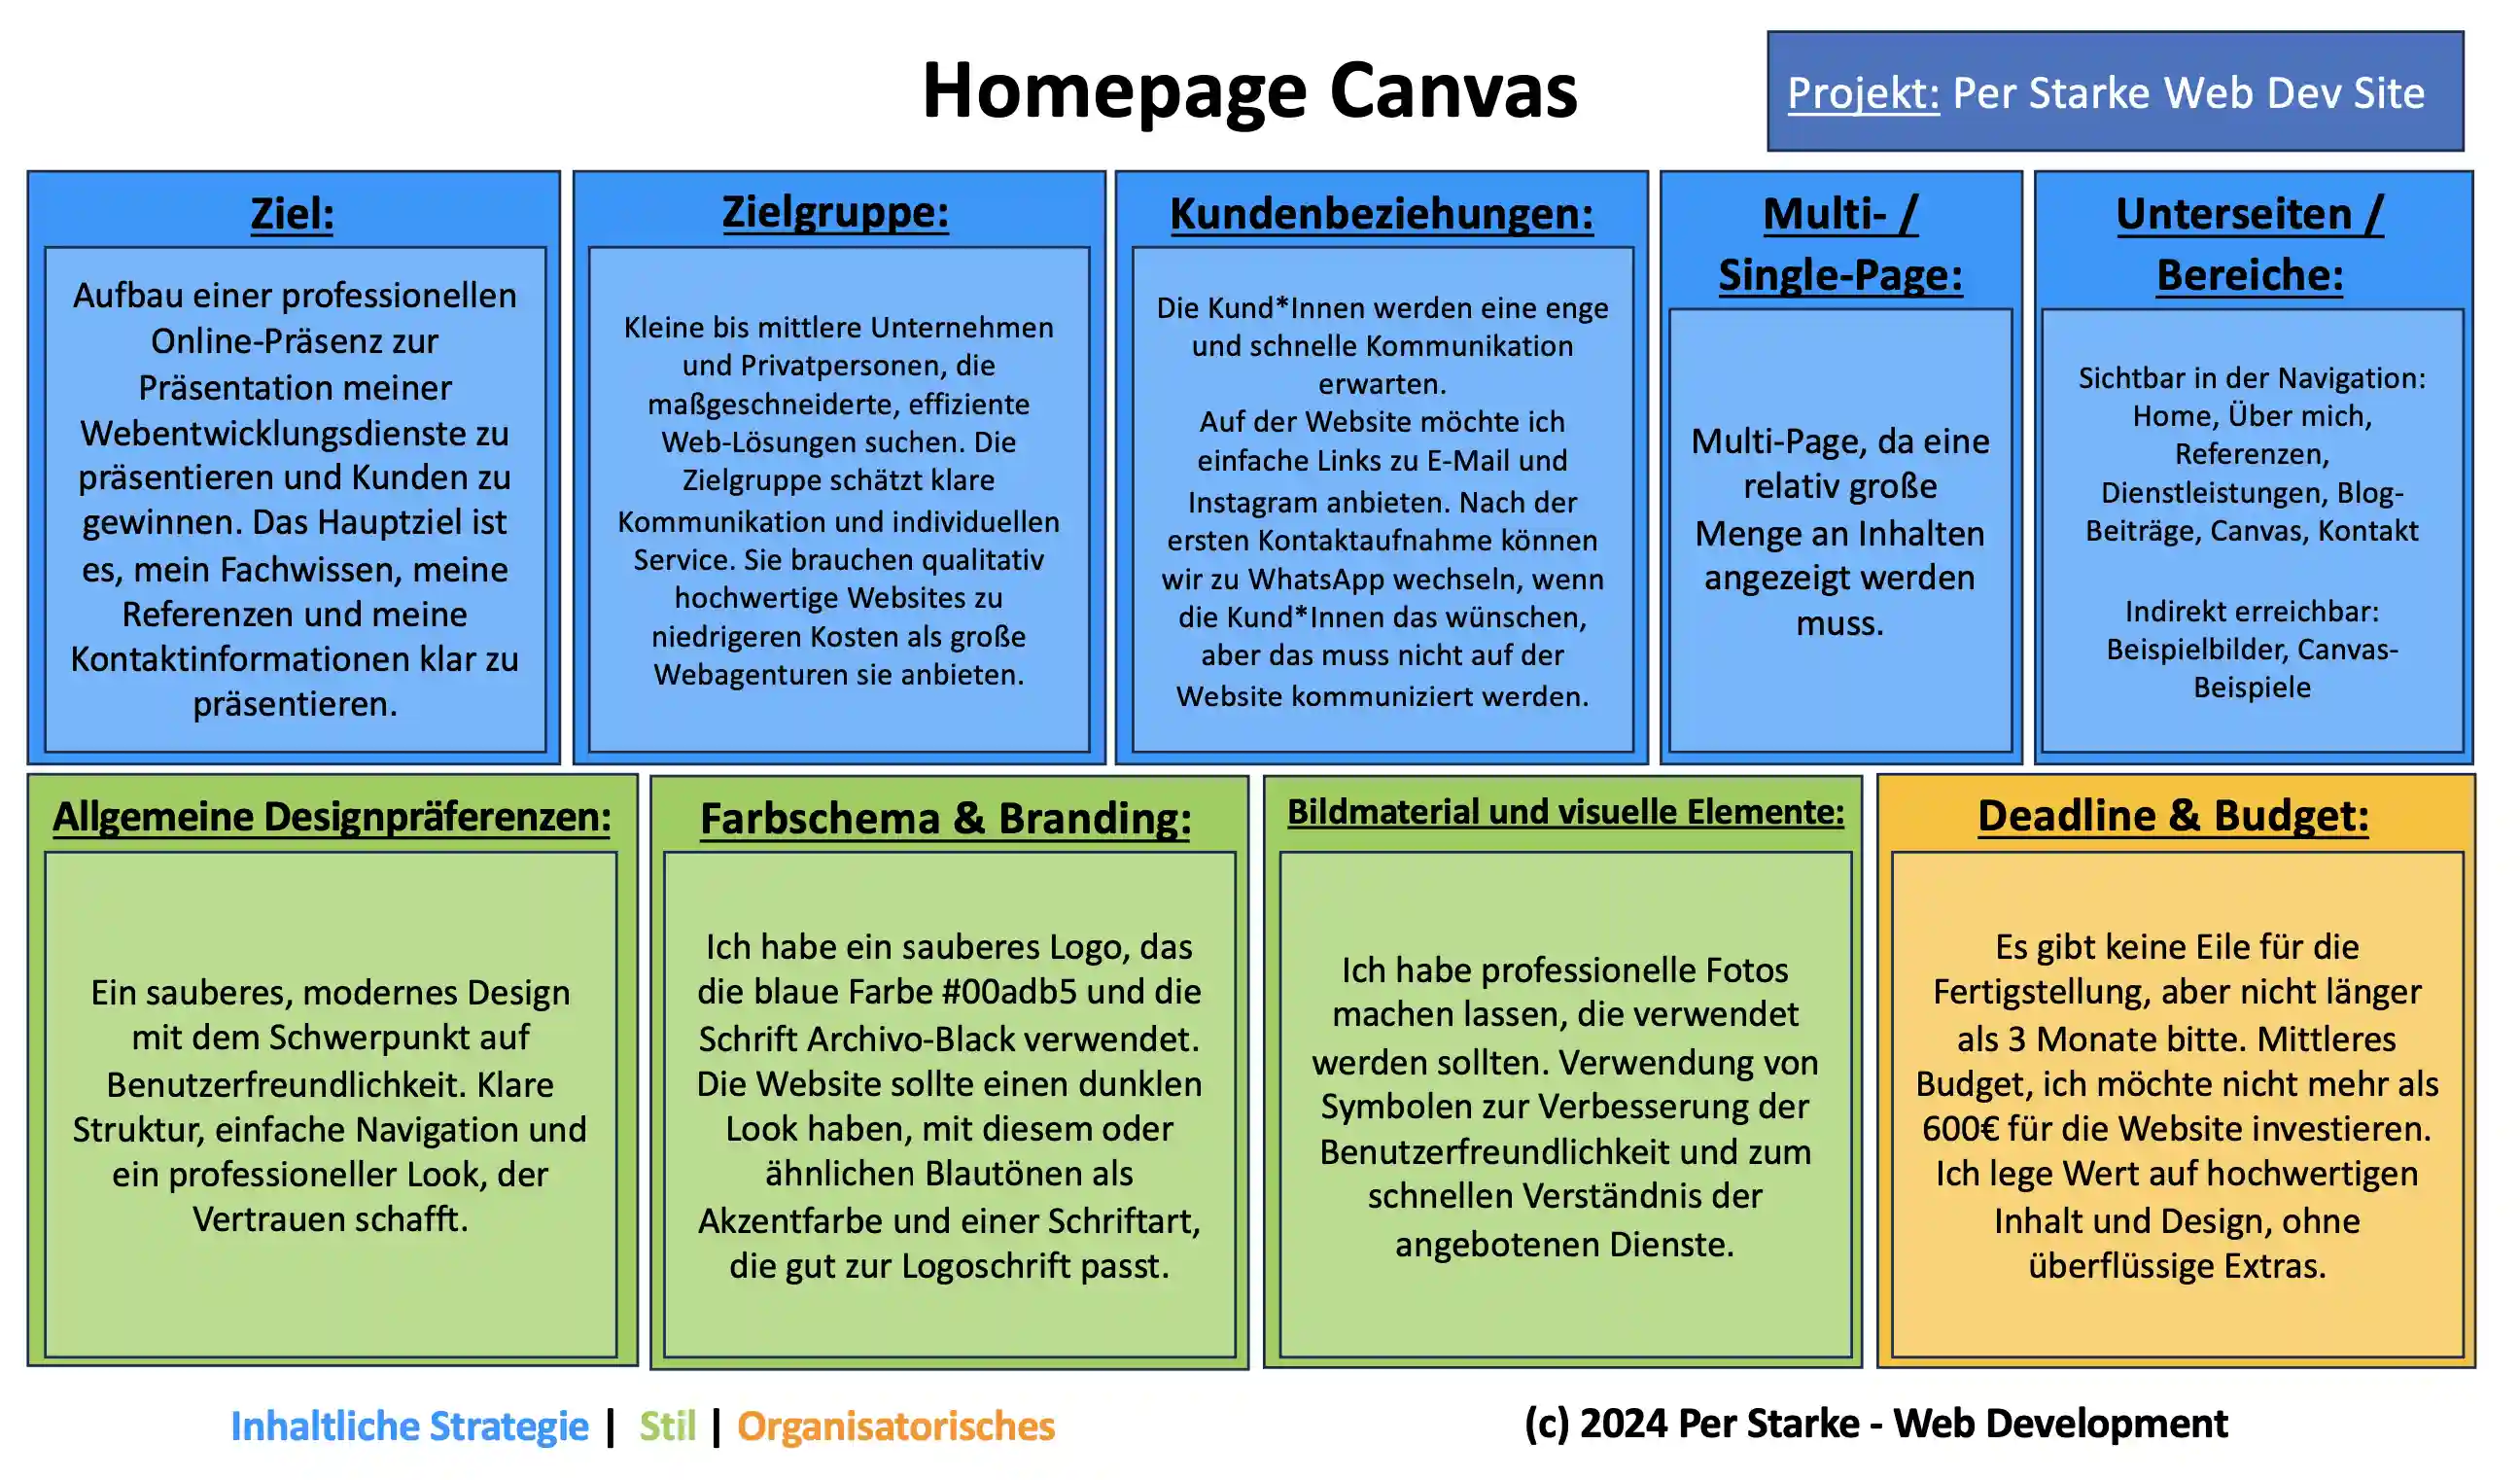 Homepage Canvas
Projekt: Per Starke Web Dev Site
Ziel:
Aufbau einer professionellen
Online-Präsenz zur
Präsentation meiner
Webentwicklungsdienste zu
präsentieren und Kunden zu
gewinnen. Das Hauptziel ist
es, mein Fachwissen, meine
Referenzen und meine
Kontaktinformationen klar zu
präsentieren.
Zielgruppe:
Kleine bis mittlere Unternehmen
und Privatpersonen, die
maßgeschneiderte, effiziente
Web-Lösungen suchen. Die
Zielgruppe schätzt klare
Kommunikation und individuellen
Service. Sie brauchen qualitativ
hochwertige Websites zu
niedrigeren Kosten als große
Webagenturen sie anbieten.
Kundenbeziehungen:
Die Kund*Innen werden eine enge
und schnelle Kommunikation
erwarten.
Auf der Website möchte ich
einfache Links zu E-Mail und
Instagram anbieten. Nach der
ersten Kontaktaufnahme können
wir zu WhatsApp wechseln, wenn
die Kund*Innen das wünschen,
aber das muss nicht auf der
Website kommuniziert werden.
Multi- /
Single-Page:
Multi-Page, da eine
relativ große
Menge an Inhalten
angezeigt werden
muss.
Unterseiten /
Bereiche:
Sichtbar in der Navigation:
Home, Über mich,
Referenzen,
Dienstleistungen, Blog-
Beiträge, Canvas, Kontakt
Indirekt erreichbar:
Beispielbilder, Canvas-
Beispiele
Allgemeine Designpräferenzen:
Ein sauberes, modernes Design
mit dem Schwerpunkt auf
Benutzerfreundlichkeit. Klare
Struktur, einfache Navigation und
ein professioneller Look, der
Vertrauen schafft.
Farbschema & Branding:
Ich habe ein sauberes Logo, das
die blaue Farbe #00adb5 und die
Schrift Archivo-Black verwendet.
Die Website sollte einen dunklen
Look haben, mit diesem oder
ähnlichen Blautönen als
Akzentfarbe und einer Schriftart,
die gut zur Logoschrift passt.
Bildmaterial und visuelle Elemente:
Ich habe professionelle Fotos
machen lassen, die verwendet
werden sollten. Verwendung von
Symbolen zur Verbesserung der
Benutzerfreundlichkeit und zum
schnellen Verständnis der
angebotenen Dienste.
Deadline & Budget:
Es gibt keine Eile für die
Fertigstellung, aber nicht länger
als 3 Monate bitte. Mittleres
Budget, ich möchte nicht mehr als
600€ für die Website investieren.
Ich lege Wert auf hochwertigen
Inhalt und Design, ohne
überflüssige Extras.
Inhaltliche Strategie | Stil | Organisatorisches
(c) 2024 Per Starke - Web Development